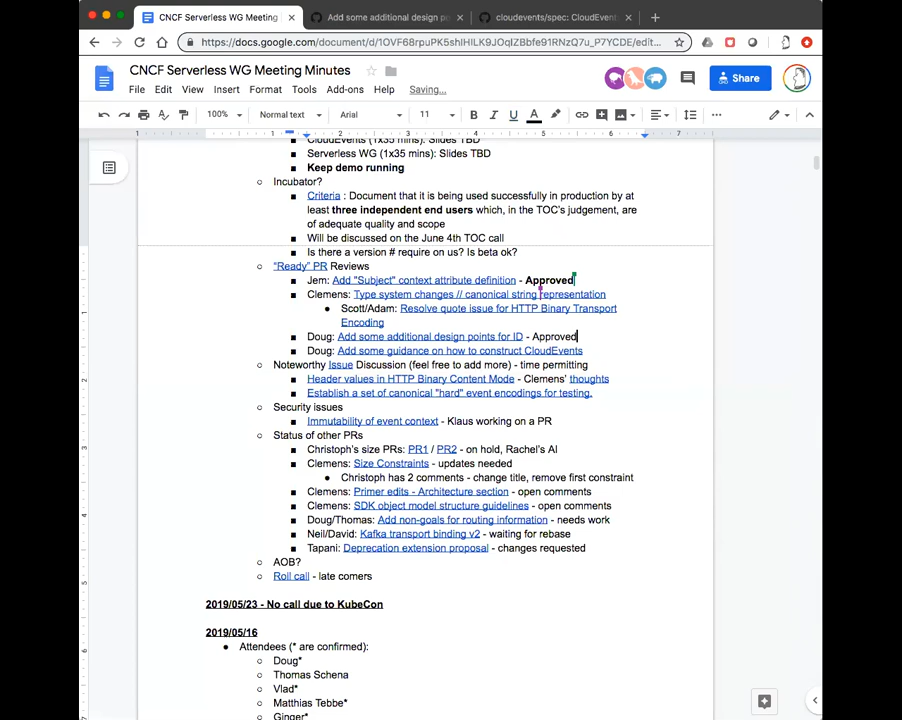 CNCF Serverless WG Meeting
Add some additional design p
cloudevents/spec: CloudEven
https://docs.google.com/document/d/1OVF68rpuPK5shIHILK9JOqIZBbfe91RNzQ7u_P7YCDE/edit...
CNCF Serverless WG Meeting Minutes
Share
File Edit View Insert Format Tools Add-ons Help Saving...
100% Normal text Arial 11
CloudEvents (1x35 mins): Slides TBD
Serverless WG (1x35 mins): Slides TBD
Keep demo running
Incubator?
Criteria : Document that it is being used successfully in production by at
least three independent end users which, in the TOC's judgement, are
of adequate quality and scope
Will be discussed on the June 4th TOC call
Is there a version # require on us? Is beta ok?
"Ready" PR Reviews
Jem: Add "Subject" context attribute definition - Approved
Clemens: Type system changes // canonical string representation
Scott/Adam: Resolve quote issue for HTTP Binary Transport
Encoding
Doug: Add some additional design points for ID - Approved
Doug: Add some guidance on how to construct CloudEvents
Noteworthy Issue Discussion (feel free to add more) - time permitting
Header values in HTTP Binary Content Mode - Clemens' thoughts
Establish a set of canonical "hard" event encodings for testing.
Security issues
Immutability of event context - Klaus working on a PR
Status of other PRs
Christoph's size PRs: PR1 / PR2 - on hold, Rachel's AI
Clemens: Size Constraints - updates needed
Christoph has 2 comments - change title, remove first constraint
Clemens: Primer edits - Architecture section - open comments
Clemens: SDK object model structure guidelines - open comments
Doug/Thomas: Add non-goals for routing information - needs work
Neil/David: Kafka transport binding v2 - waiting for rebase
Tapani: Deprecation extension proposal - changes requested
AOB?
Roll call - late comers
2019/05/23 - No call due to KubeCon
2019/05/16
Attendees (* are confirmed):
Doug*
Thomas Schena
Vlad*
Matthias Tebbe*
Ginger*